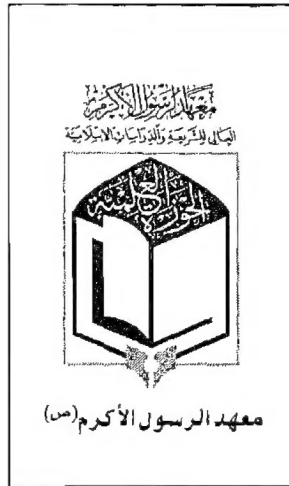 معهد الرسول الأكرم
العالي للشريعة والدراسات الإسلامية
الحوزة العلمية
معهد الرسول الأكرم (ص)